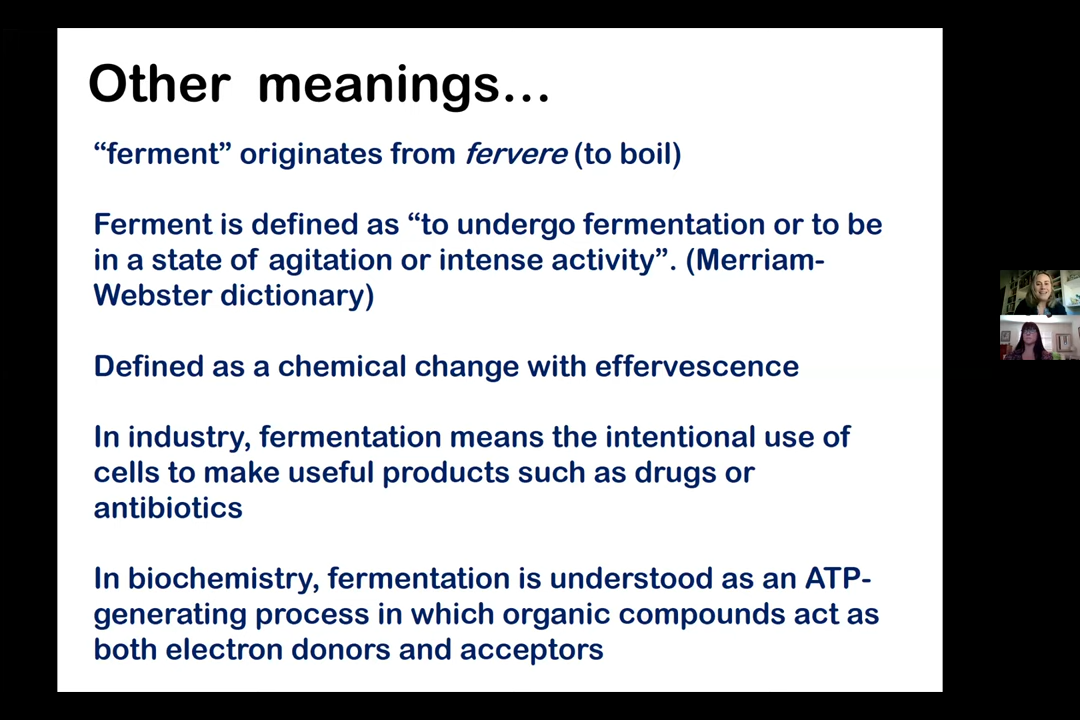 Other meanings...
“ferment” originates from fervere (to boil)
Ferment is defined as “to undergo fermentation or to be
in a state of agitation or intense activity”. (Merriam-
Webster dictionary)
Defined as a chemical change with effervescence
In industry, fermentation means the intentional use of
cells to make useful products such as drugs or
antibiotics
In biochemistry, fermentation is understood as an ATP-
generating process in which organic compounds act as
both electron donors and acceptors